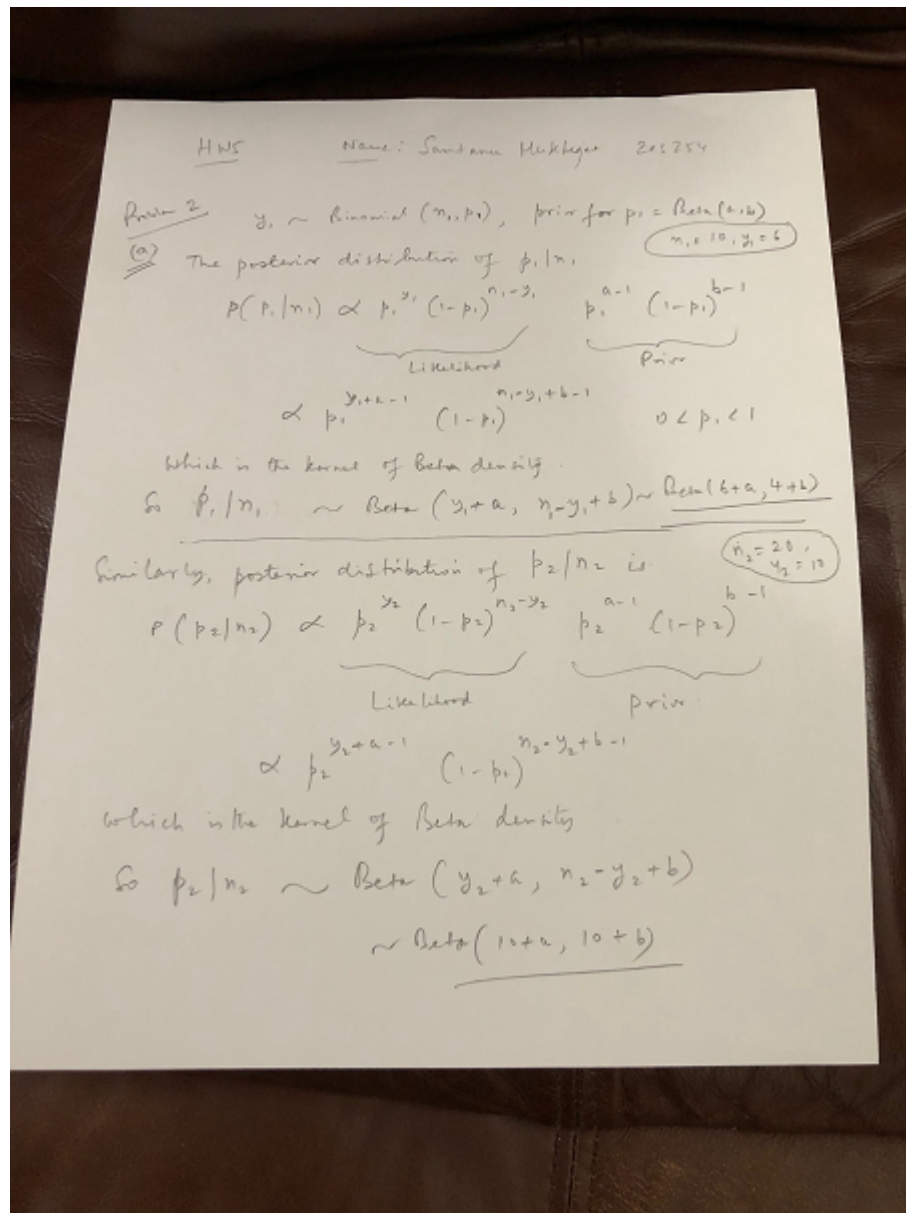 HW5 Name: Santanu Mukherjee 201254
Problem 2
y₁ ~ Binomial (n₁, p₁), prior for p₁ = Beta(a,b)
(a) The posterior distribution of p₁|n₁ n₁ = 10, y₁ = 6
P(p₁|n₁) ∝ p₁^y₁ (1-p₁)^n₁-y₁ p₁^a-1 (1-p₁)^b-1
Likelihood Prior
∝ p₁^y₁+a-1 (1-p₁)^n₁-y₁+b-1 0 < p₁ < 1
Which is the kernel of Beta density.
So p₁|n₁ ~ Beta (y₁+a, n₁-y₁+b) ~ Beta(6+a, 4+b)
Similarly, posterior distribution of p₂|n₂ is n₂ = 20, y₂ = 10
P(p₂|n₂) ∝ p₂^y₂ (1-p₂)^n₂-y₂ p₂^a-1 (1-p₂)^b-1
Likelihood prior
∝ p₂^y₂+a-1 (1-p₂)^n₂-y₂+b-1
which is the kernel of Beta density
So p₂|n₂ ~ Beta (y₂+a, n₂-y₂+b)
~ Beta(10+a, 10+b)